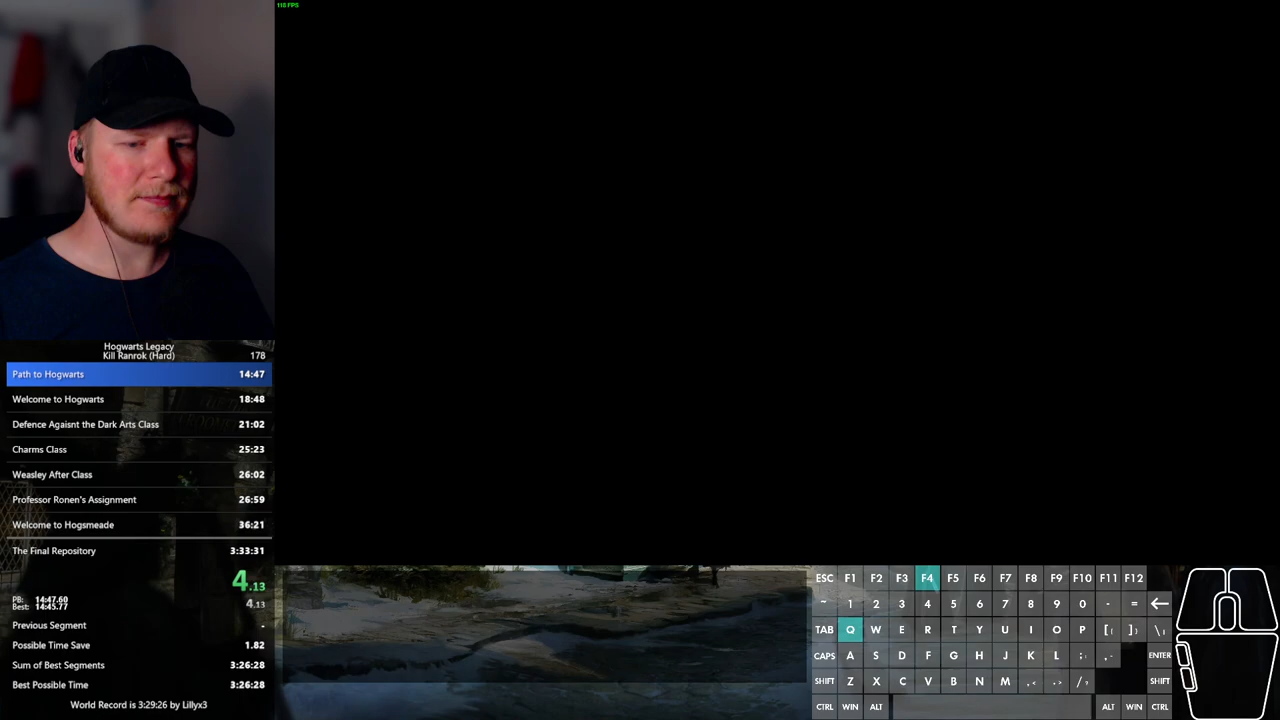 118 FPS
Hogwarts Legacy
Kill Ranrok (Hard) 178
Path to Hogwarts 14:47
Welcome to Hogwarts 18:48
Defence Agaisnt the Dark Arts Class 21:02
Charms Class 25:23
Weasley After Class 26:02
Professor Ronen's Assignment 26:59
Welcome to Hogsmeade 36:21
The Final Repository 3:33:31
4.13
PB: 14:47.60
Best: 14:45.77
4.13
Previous Segment -
Possible Time Save 1.82
Sum of Best Segments 3:26:28
Best Possible Time 3:26:28
World Record is 3:29:26 by Lillyx3
ESC F1 F2 F3 F4 F5 F6 F7 F8 F9 F10 F11 F12
~ 1 2 3 4 5 6 7 8 9 0 - = ←
TAB Q W E R T Y U I O P [{ ]} \|
CAPS A S D F G H J K L ;: ,. ENTER
SHIFT Z X C V B N M ,< .> /? SHIFT
CTRL WIN ALT ALT WIN CTRL